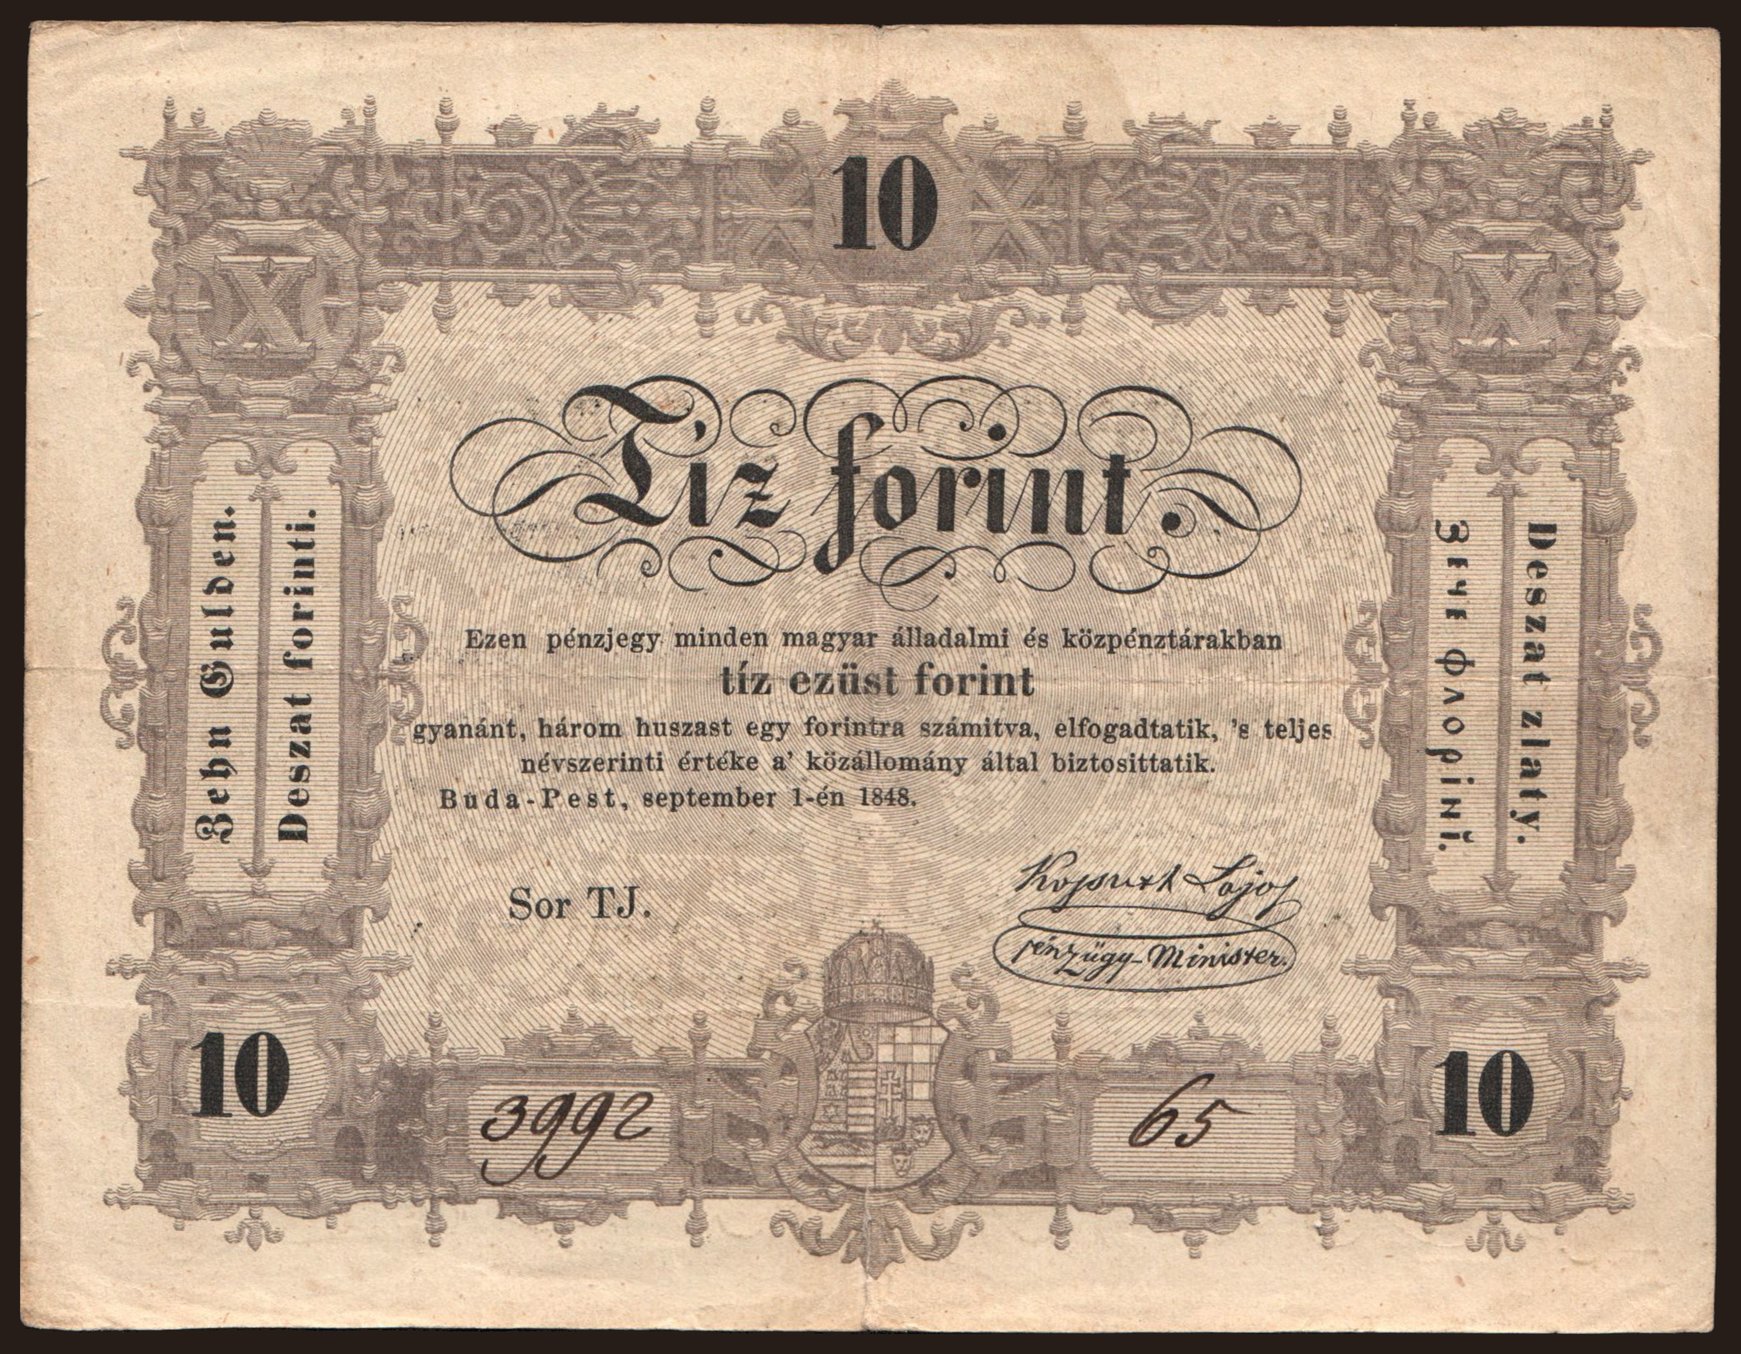 10
X
X
Tíz forint.
Zehn Gulden.
Deszat forinti.
Deszat zlaty.
Зече флоріні.
Ezen pénzjegy minden magyar álladalmi és közpénztárakban
tíz ezüst forint
gyanánt, három huszast egy forintra számitva, elfogadtatik, 's teljes
névszerinti értéke a' közállomány által biztosittatik.
Buda-Pest, september 1-én 1848.
Sor TJ.
Kossuth Lajos
pénzügy-Minister.
10
3992
65
10